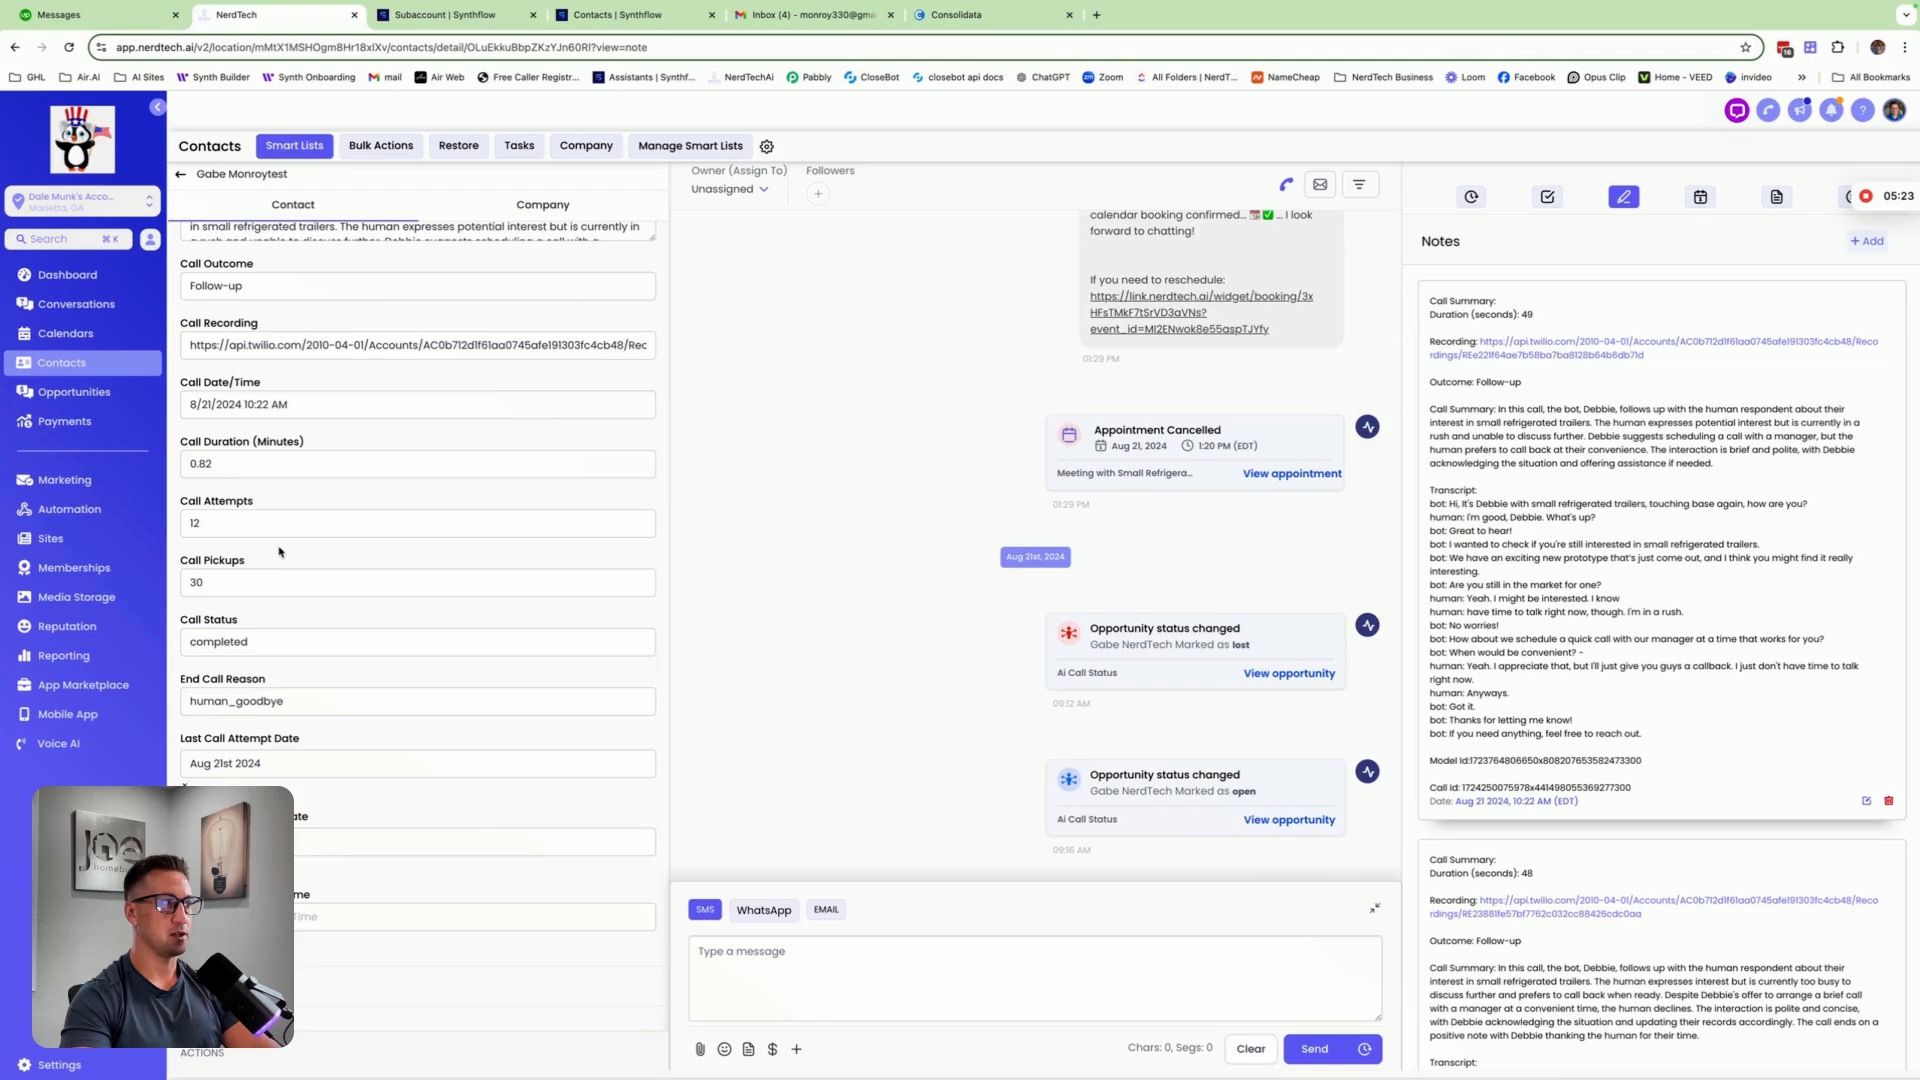 Messages
NerdTech
Subaccount | Synthflow
Contacts | Synthflow
Inbox (4) - monroy330@gma
Consolidata
app.nerdtech.ai/v2/location/mMtX1MSHOgm8Hr18xIXv/contacts/detail/OLuEkkuBbpZKzYJn60RI?view=note
16
GHL
Air.AI
AI Sites
Synth Builder
Synth Onboarding
mail
Air Web
Free Caller Registr...
Assistants | Synthf...
NerdTechAi
Pabbly
CloseBot
closebot api docs
ChatGPT
Zoom
All Folders | NerdT...
NameCheap
NerdTech Business
Loom
Facebook
Opus Clip
Home - VEED
invideo
All Bookmarks
Dale Munk's Acco...
Marietta, GA
Search
⌘ K
Dashboard
Conversations
Calendars
Contacts
Opportunities
Payments
Marketing
Automation
Sites
Memberships
Media Storage
Reputation
Reporting
App Marketplace
Mobile App
Voice AI
Settings
Contacts
Smart Lists
Bulk Actions
Restore
Tasks
Company
Manage Smart Lists
Gabe Monroytest
Contact
Company
in small refrigerated trailers. The human expresses potential interest but is currently in
a rush and unable to discuss further. Debbie suggests scheduling a call with a
Call Outcome
Follow-up
Call Recording
https://api.twilio.com/2010-04-01/Accounts/AC0b712d1f61aa0745afe191303fc4cb48/Rec
Call Date/Time
8/21/2024 10:22 AM
Call Duration (Minutes)
0.82
Call Attempts
12
Call Pickups
30
Call Status
completed
End Call Reason
human_goodbye
Last Call Attempt Date
Aug 21st 2024
ate
me
Time
ACTIONS
Owner (Assign To)
Unassigned
Followers
calendar booking confirmed... 📆 ✅ ... I look
forward to chatting!
If you need to reschedule:
https://link.nerdtech.ai/widget/booking/3x
HFsTMkF7tSrVD3aVNs?
event_id=MI2ENwok8e55aspTJYfy
01:29 PM
Appointment Cancelled
Aug 21, 2024
1:20 PM (EDT)
Meeting with Small Refrigera...
View appointment
01:29 PM
Aug 21st, 2024
Opportunity status changed
Gabe NerdTech Marked as lost
Ai Call Status
View opportunity
09:12 AM
Opportunity status changed
Gabe NerdTech Marked as open
Ai Call Status
View opportunity
09:16 AM
SMS
WhatsApp
EMAIL
Type a message
Chars: 0, Segs: 0
Clear
Send
05:23
Notes
+ Add
Call Summary:
Duration (seconds): 49
Recording: https://api.twilio.com/2010-04-01/Accounts/AC0b712d1f61aa0745afe191303fc4cb48/Reco
rdings/REe221f64ae7b58ba7ba8128b64b6db71d
Outcome: Follow-up
Call Summary: In this call, the bot, Debbie, follows up with the human respondent about their
interest in small refrigerated trailers. The human expresses potential interest but is currently in a
rush and unable to discuss further. Debbie suggests scheduling a call with a manager, but the
human prefers to call back at their convenience. The interaction is brief and polite, with Debbie
acknowledging the situation and offering assistance if needed.
Transcript:
bot: Hi, It's Debbie with small refrigerated trailers, touching base again, how are you?
human: I'm good, Debbie. What's up?
bot: Great to hear!
bot: I wanted to check if you're still interested in small refrigerated trailers.
bot: We have an exciting new prototype that's just come out, and I think you might find it really
interesting.
bot: Are you still in the market for one?
human: Yeah. I might be interested. I know
human: have time to talk right now, though. I'm in a rush.
bot: No worries!
bot: How about we schedule a quick call with our manager at a time that works for you?
bot: When would be convenient? -
human: Yeah. I appreciate that, but I'll just give you guys a callback. I just don't have time to talk
right now.
human: Anyways.
bot: Got it.
bot: Thanks for letting me know!
bot: If you need anything, feel free to reach out.
Model Id:1723764806650x808207653582473300
Call Id: 1724250075978x441498055369277300
Date: Aug 21 2024, 10:22 AM (EDT)
Call Summary:
Duration (seconds): 48
Recording: https://api.twilio.com/2010-04-01/Accounts/AC0b712d1f61aa0745afe191303fc4cb48/Reco
rdings/RE23881fe57bf7762c032cc88426cdc0aa
Outcome: Follow-up
Call Summary: In this call, the bot, Debbie, follows up with the human respondent about their
interest in small refrigerated trailers. The human expresses interest but is currently too busy to
discuss further and prefers to call back when ready. Despite Debbie's offer to arrange a brief call
with a manager at a convenient time, the human declines. The interaction is polite and concise,
with Debbie acknowledging the situation and updating their records accordingly. The call ends on a
positive note with Debbie thanking the human for their time.
Transcript: